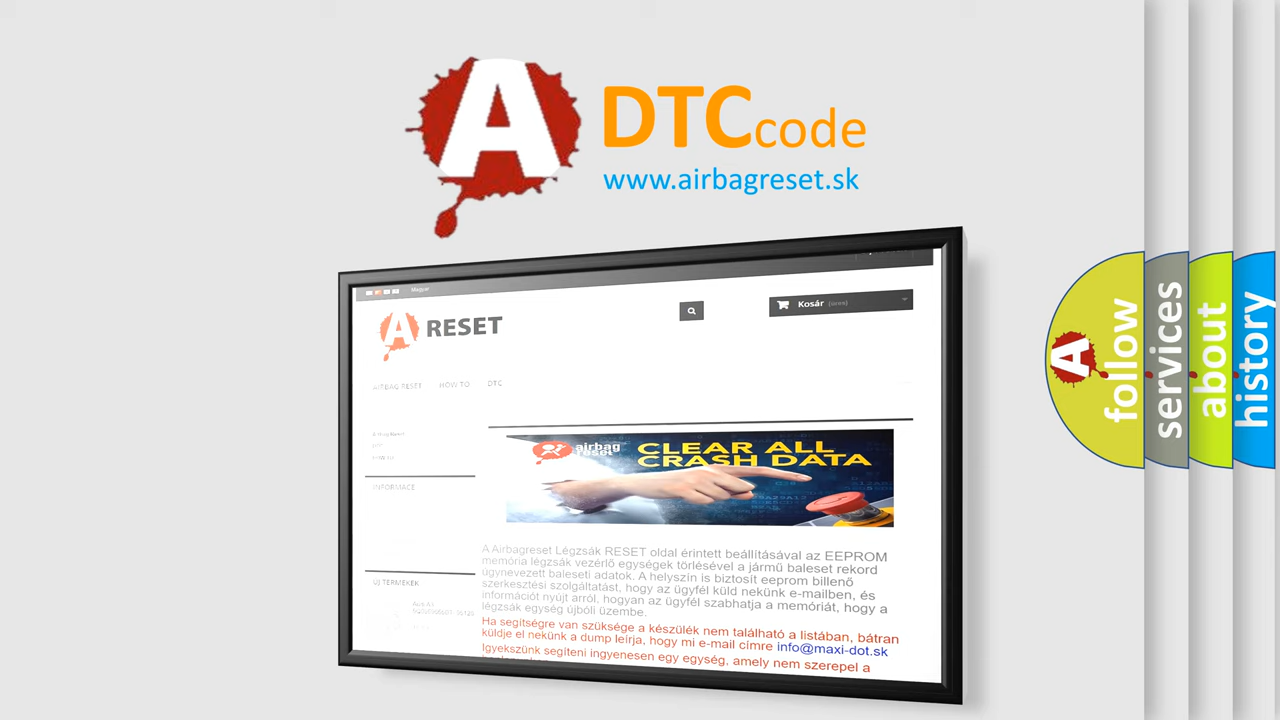 A DTC code
www.airbagreset.sk
Magyar
A RESET
Kosár (üres)
AIRBAG RESET HOW TO DTC
INFORMACE
airbag
reset
CLEAR ALL
CRASH DATA
A Airbagreset Légzsák RESET oldal érintett beállításával az EEPROM
memória légzsák vezérlő egységek törlésével a jármű baleset rekord
úgynevezett baleseti adatok. A helyszín is biztosít eeprom billenő
szerkesztési szolgáltatást, hogy az ügyfél küld nekünk e-mailben, és
információt nyújt arról, hogyan az ügyfél szabhatja a memóriát, hogy a
légzsák egység újbóli üzembe.
Ha segítségre van szüksége a készülék nem található a listában, bátran
küldje el nekünk a dump leírja, hogy mi e-mail címre info@maxi-dot.sk
Igyekszünk segíteni ingyenesen egy egység, amely nem szerepel a
ÚJ TERMÉKEK
A
follow
services
about
history